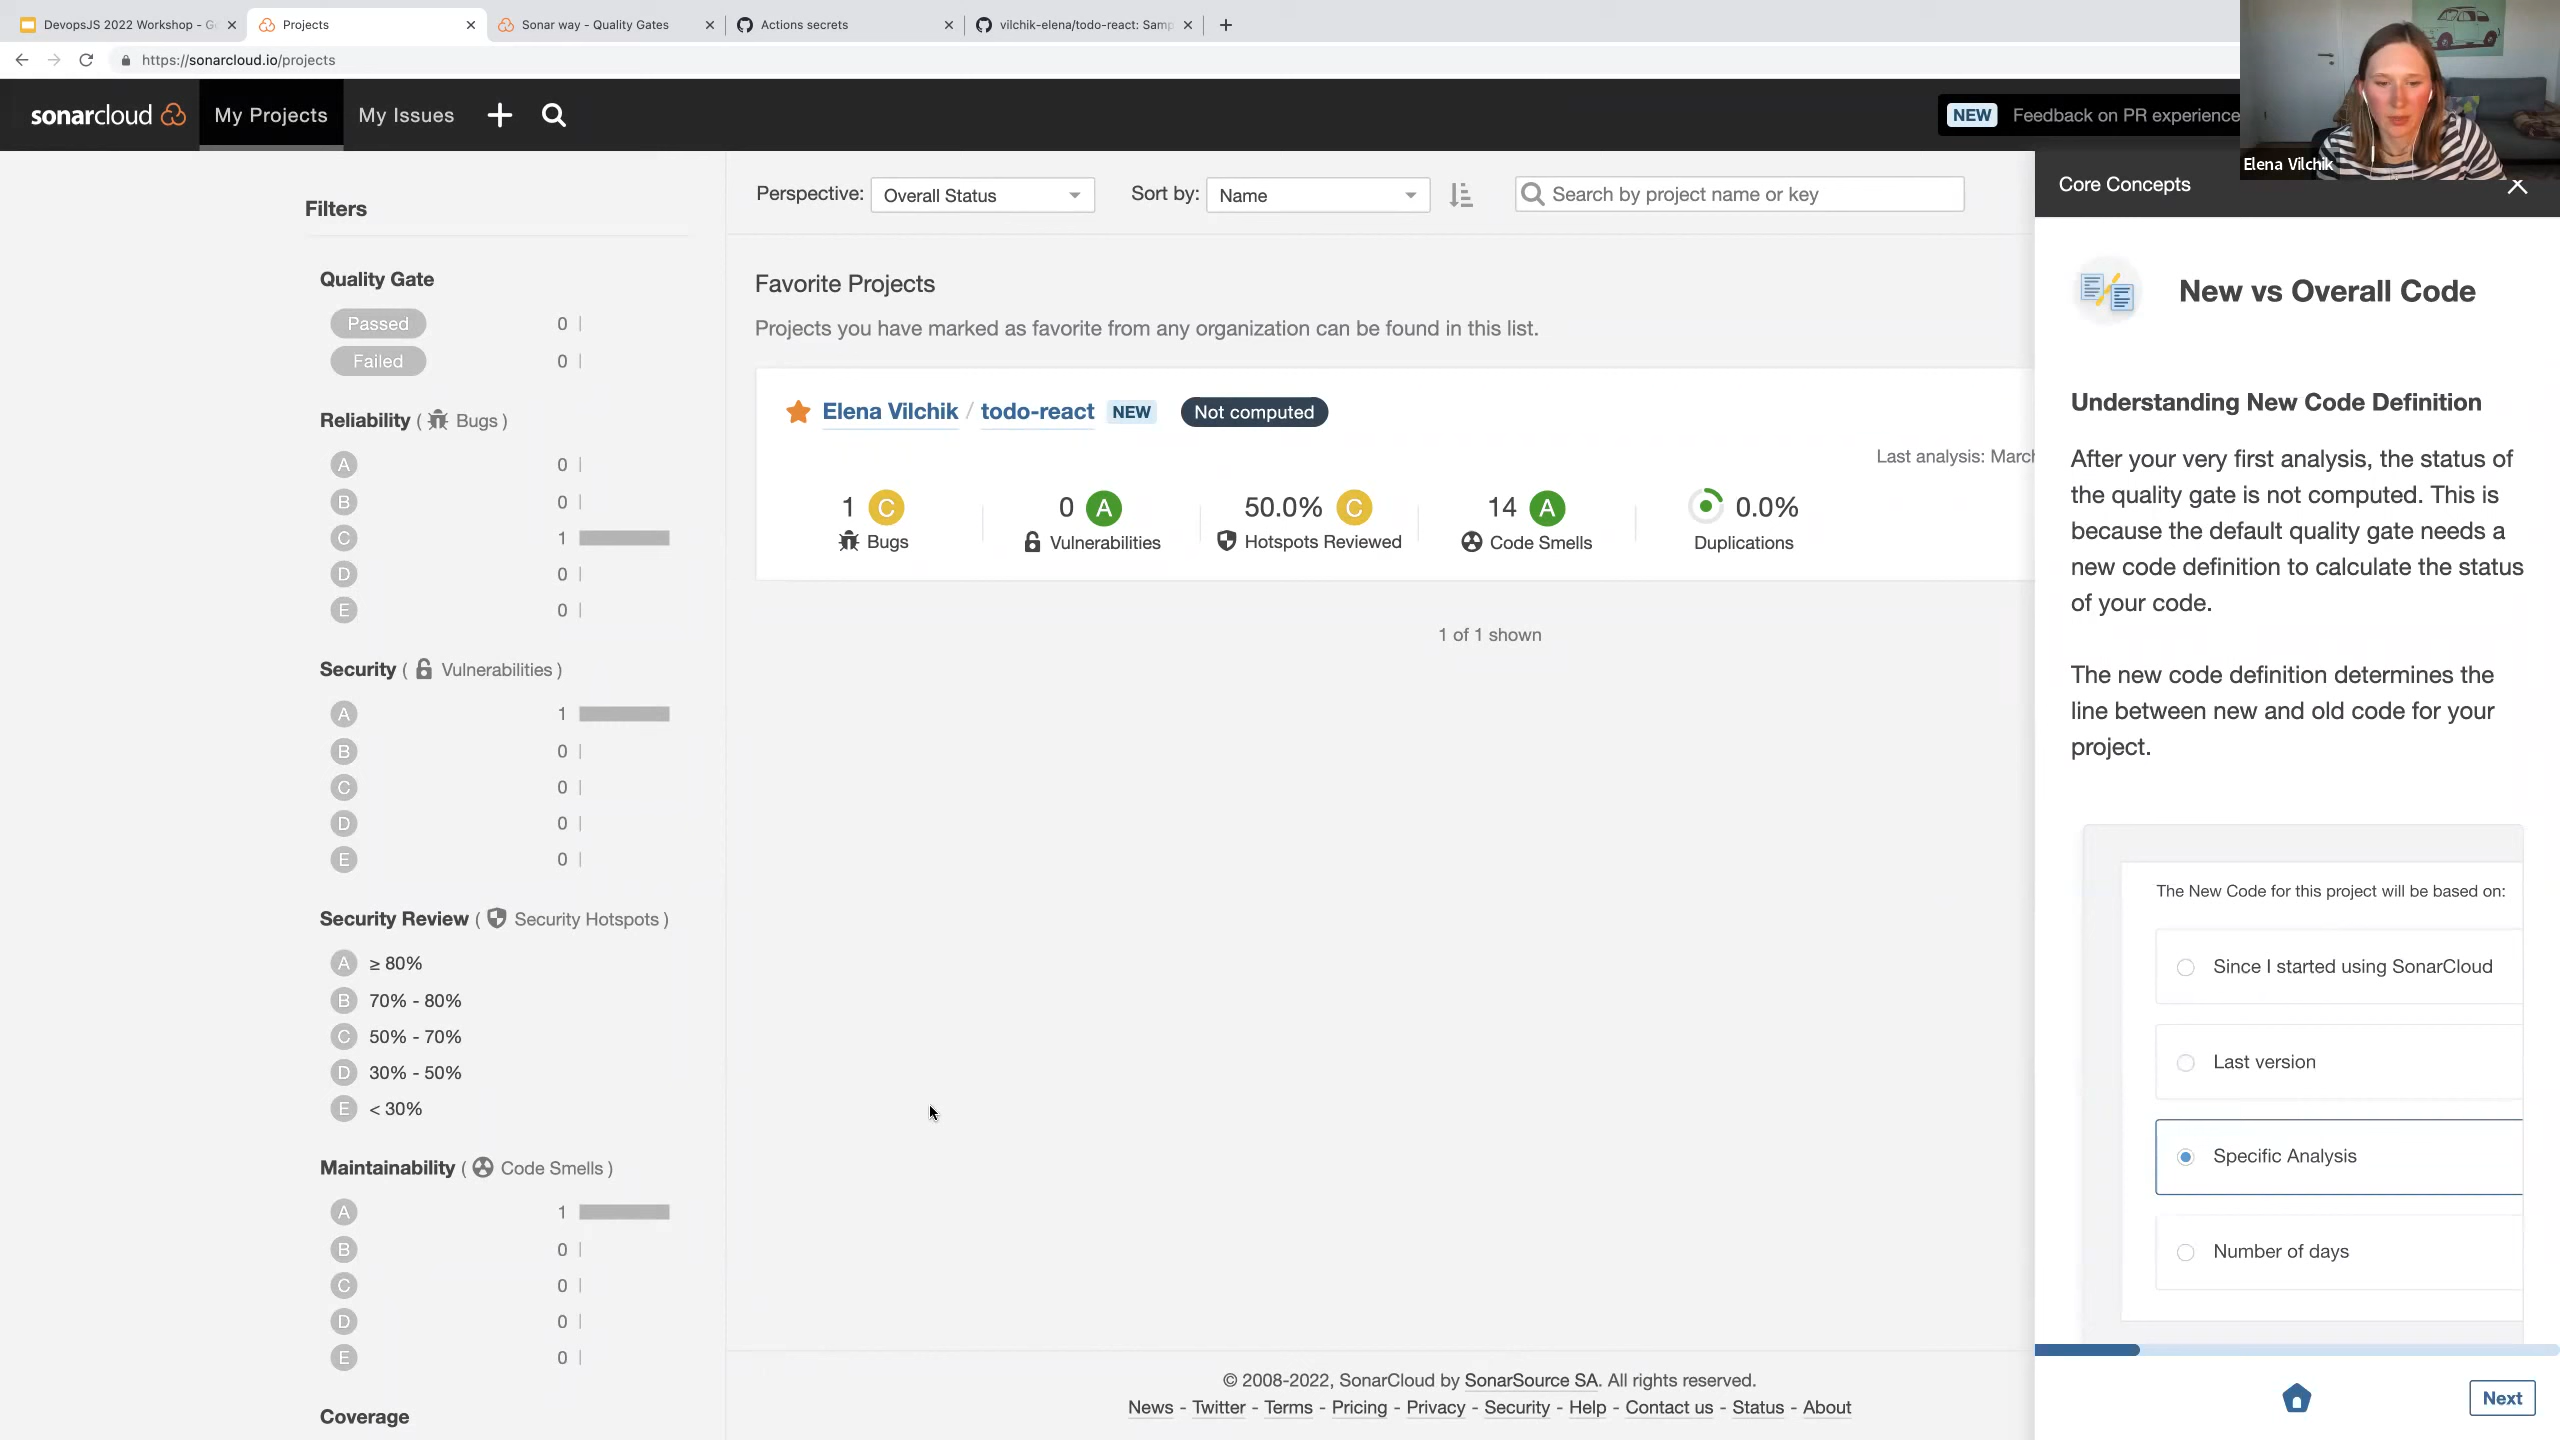 DevopsJS 2022 Workshop - Go
Projects
Sonar way - Quality Gates
Actions secrets
vilchik-elena/todo-react: Samp
https://sonarcloud.io/projects
sonarcloud
My Projects
My Issues
NEW Feedback on PR experience
Elena Vilchik
Core Concepts
Filters
Quality Gate
Passed 0
Failed 0
Reliability ( Bugs )
A 0
B 0
C 1
D 0
E 0
Security ( Vulnerabilities )
A 1
B 0
C 0
D 0
E 0
Security Review ( Security Hotspots )
A ≥ 80%
B 70% - 80%
C 50% - 70%
D 30% - 50%
E < 30%
Maintainability ( Code Smells )
A 1
B 0
C 0
D 0
E 0
Coverage
Perspective: Overall Status
Sort by: Name
Search by project name or key
Favorite Projects
Projects you have marked as favorite from any organization can be found in this list.
Elena Vilchik / todo-react NEW Not computed
Last analysis: March
1 C
Bugs
0 A
Vulnerabilities
50.0% C
Hotspots Reviewed
14 A
Code Smells
0.0%
Duplications
1 of 1 shown
© 2008-2022, SonarCloud by SonarSource SA. All rights reserved.
News - Twitter - Terms - Pricing - Privacy - Security - Help - Contact us - Status - About
New vs Overall Code
Understanding New Code Definition
After your very first analysis, the status of
the quality gate is not computed. This is
because the default quality gate needs a
new code definition to calculate the status
of your code.
The new code definition determines the
line between new and old code for your
project.
The New Code for this project will be based on:
Since I started using SonarCloud
Last version
Specific Analysis
Number of days
Next